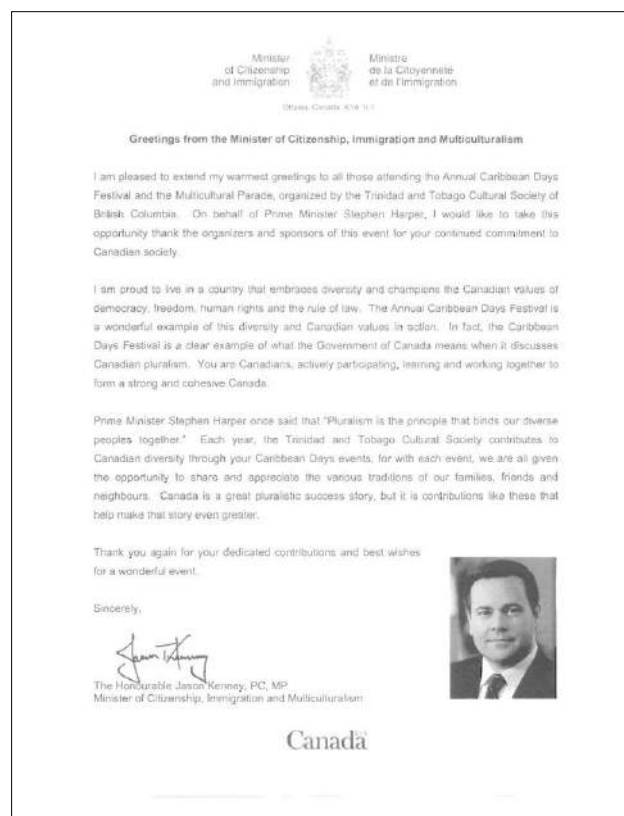 Minister
of Citizenship
and Immigration
Ministre
de la Citoyenneté
et de l'Immigration
Ottawa, Canada K1A 1L1
Greetings from the Minister of Citizenship, Immigration and Multiculturalism
I am pleased to extend my warmest greetings to all those attending the Annual Caribbean Days
Festival and the Multicultural Parade, organized by the Trinidad and Tobago Cultural Society of
British Columbia. On behalf of Prime Minister Stephen Harper, I would like to take this
opportunity thank the organizers and sponsors of this event for your continued commitment to
Canadian society.
I am proud to live in a country that embraces diversity and champions the Canadian values of
democracy, freedom, human rights and the rule of law. The Annual Caribbean Days Festival is
a wonderful example of this diversity and Canadian values in action. In fact, the Caribbean
Days Festival is a clear example of what the Government of Canada means when it discusses
Canadian pluralism. You are Canadians, actively participating, learning and working together to
form a strong and cohesive Canada.
Prime Minister Stephen Harper once said that "Pluralism is the principle that binds our diverse
peoples together." Each year, the Trinidad and Tobago Cultural Society contributes to
Canadian diversity through your Caribbean Days events, for with each event, we are all given
the opportunity to share and appreciate the various traditions of our families, friends and
neighbours. Canada is a great pluralistic success story, but it is contributions like these that
help make that story even greater.
Thank you again for your dedicated contributions and best wishes
for a wonderful event.
Sincerely,
Jason Kenney
The Honourable Jason Kenney, PC, MP
Minister of Citizenship, Immigration and Multiculturalism
Canada